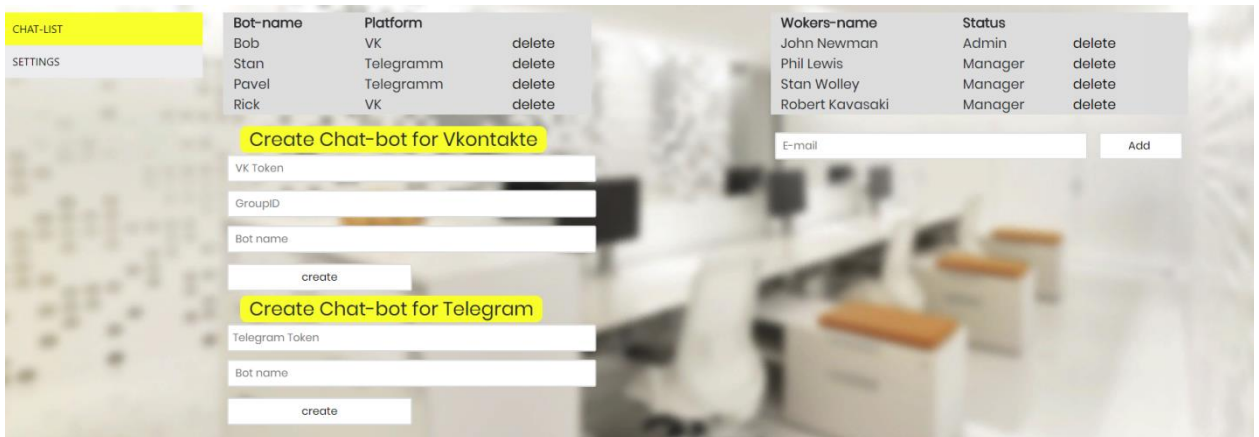 CHAT-LIST
SETTINGS
Bot-name Platform
Bob VK delete
Stan Telegramm delete
Pavel Telegramm delete
Rick VK delete
Create Chat-bot for Vkontakte
VK Token
GroupID
Bot name
create
Create Chat-bot for Telegram
Telegram Token
Bot name
create
Wokers-name Status
John Newman Admin delete
Phil Lewis Manager delete
Stan Wolley Manager delete
Robert Kavasaki Manager delete
E-mail Add